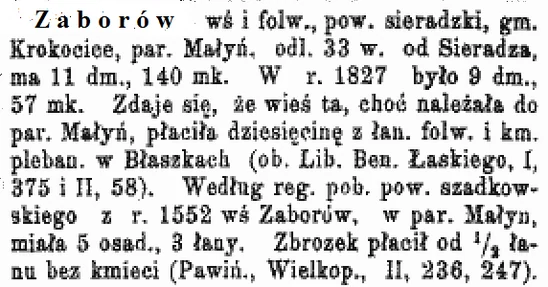 Zaborów wś i folw., pow. sieradzki, gm.
Krokocice, par. Małyń, odl. 33 w. od Sieradza,
ma 11 dm., 140 mk. W r. 1827 było 9 dm.,
57 mk. Zdaje się, że wieś ta, choć należała do
par. Małyń, płaciła dziesięcinę z łan. folw. i km.
pleban. w Błaszkach (ob. Lib. Ben. Łaskiego, I,
375 i II, 58). Według reg. pob. pow. szadkow-
skiego z r. 1552 wś Zaborów, w par. Małyn,
miała 5 osad., 3 łany. Zbrozek płacił od 1/2 ła-
nu bez kmieci (Pawiń., Wielkop., II, 236, 247).